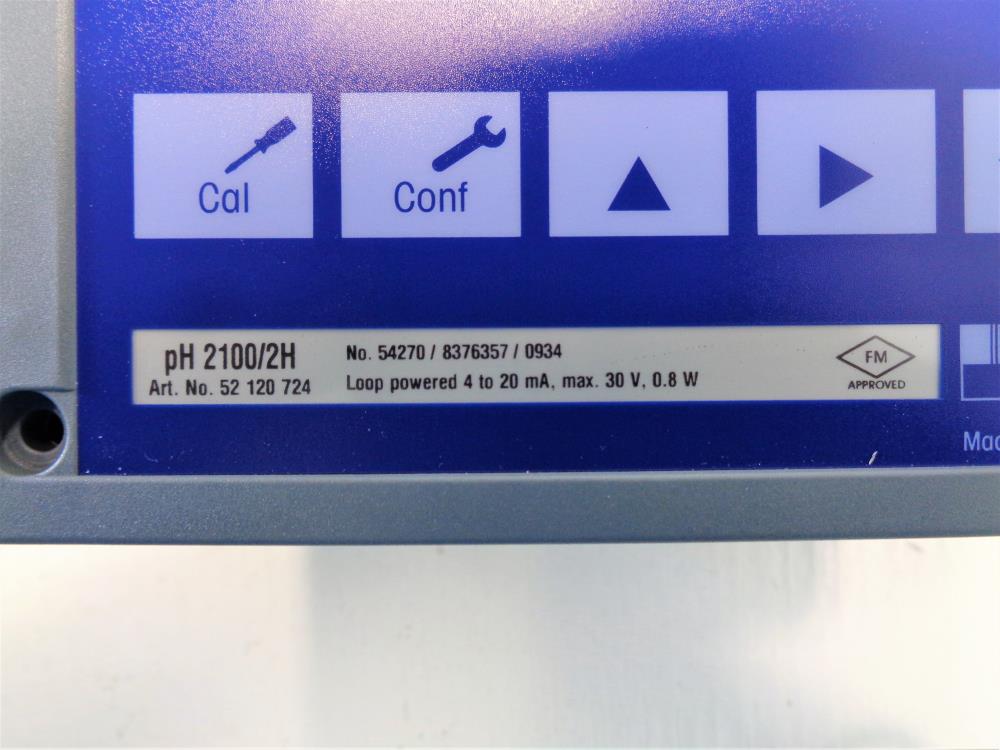 Cal
Conf
pH 2100/2H
Art. No. 52 120 724
No. 54270 / 8376357 / 0934
Loop powered 4 to 20 mA, max. 30 V, 0.8 W
FM
APPROVED